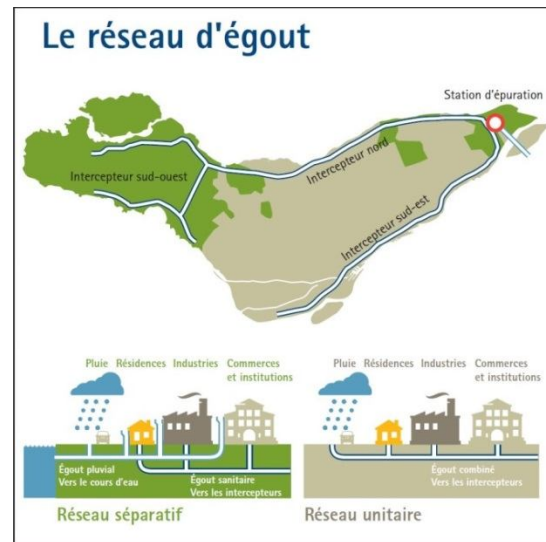 Le réseau d'égout
Station d'épuration
Intercepteur nord
Intercepteur sud-ouest
Intercepteur sud-est
Pluie Résidences Industries Commerces
et institutions
Égout pluvial
Vers le cours d'eau
Égout sanitaire
Vers les intercepteurs
Réseau séparatif
Pluie Résidences Industries Commerces
et institutions
Égout combiné
Vers les intercepteurs
Réseau unitaire